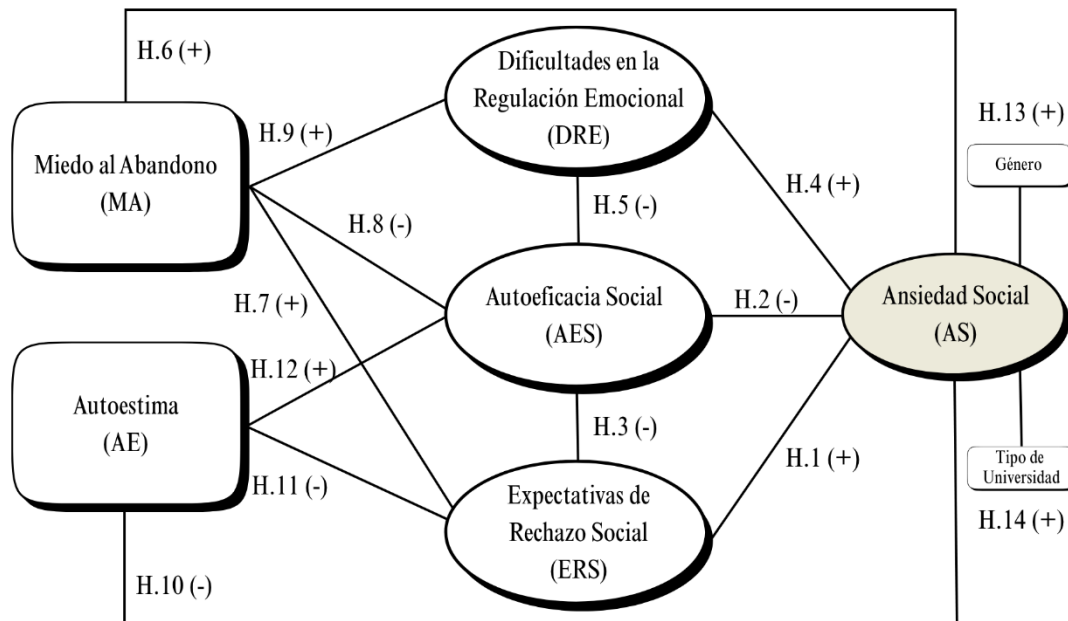 H.6 (+)
Dificultades en la
Regulación Emocional
(DRE)
H.13 (+)
H.9 (+)
Miedo al Abandono
(MA)
Género
H.4 (+)
H.5 (-)
H.8 (-)
H.7 (+)
Autoeficacia Social
(AES)
H.2 (-)
Ansiedad Social
(AS)
H.12 (+)
Autoestima
(AE)
H.3 (-)
H.1 (+)
Tipo de
Universidad
H.11 (-)
Expectativas de
Rechazo Social
(ERS)
H.14 (+)
H.10 (-)